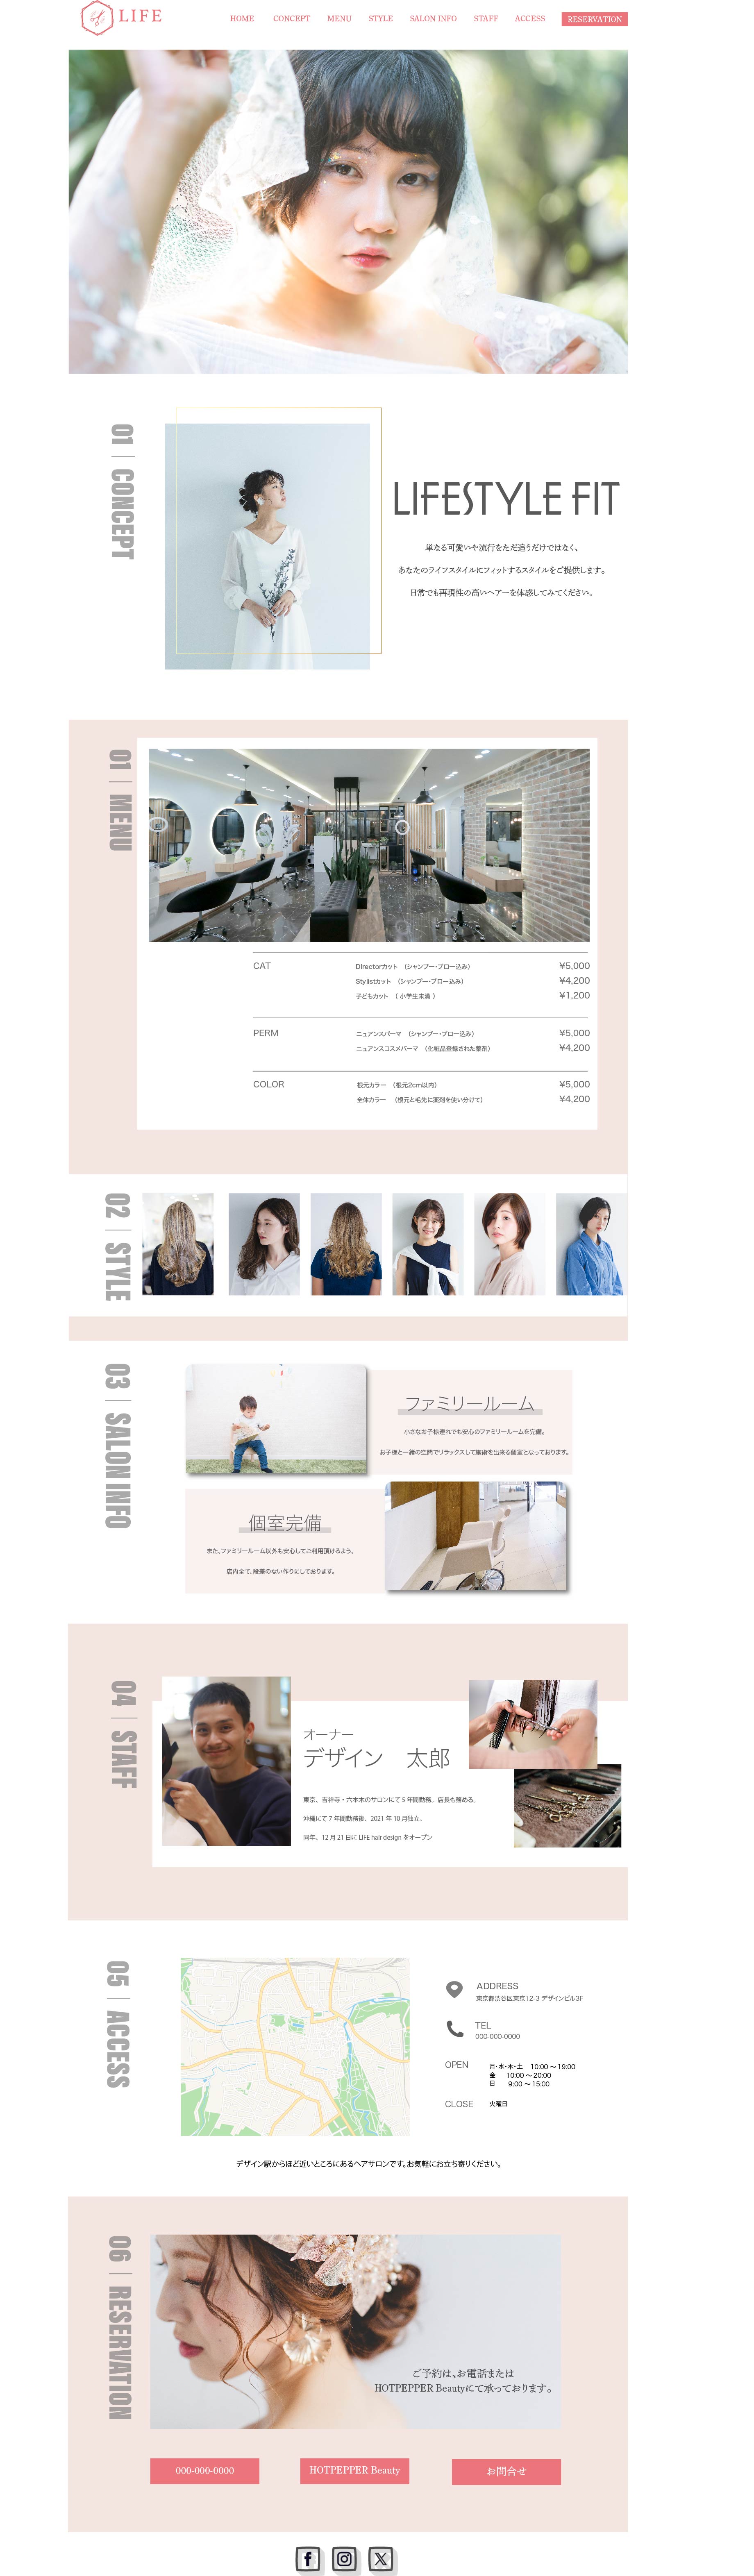 LIFE
HOME CONCEPT MENU STYLE SALON INFO STAFF ACCESS RESERVATION
01 CONCEPT
LIFESTYLE FIT
単なる可愛いや流行をただ追うだけではなく、
あなたのライフスタイルにフィットするスタイルをご提供します。
日常でも再現性の高いヘアーを体感してみてください。
01 MENU
CAT Directorカット （シャンプー・ブロー込み） ¥5,000
Stylistカット （シャンプー・ブロー込み） ¥4,200
子どもカット （ 小学生未満 ） ¥1,200
PERM ニュアンスパーマ （シャンプー・ブロー込み） ¥5,000
ニュアンスコスメパーマ （化粧品登録された薬剤） ¥4,200
COLOR 根元カラー （根元2cm以内） ¥5,000
全体カラー （根元と毛先に薬剤を使い分けて） ¥4,200
02 STYLE
03 SALON INFO
ファミリールーム
小さなお子様連れでも安心のファミリールームを完備。
お子様と一緒の空間でリラックスして施術を出来る個室となっております。
個室完備
また、ファミリールーム以外も安心してご利用頂けるよう、
店内全て、段差のない作りにしております。
04 STAFF
オーナー
デザイン 太郎
東京、吉祥寺・六本木のサロンにて 5 年間勤務。店長も務める。
沖縄にて 7 年間勤務後、2021 年 10 月独立。
同年、12 月 21 日に LIFE hair design をオープン
05 ACCESS
ADDRESS
東京都渋谷区東京12-3 デザインビル3F
TEL
000-000-0000
OPEN 月・水・木・土 10:00 〜 19:00
金 10:00 〜 20:00
日 9:00 〜 15:00
CLOSE 火曜日
デザイン駅からほど近いところにあるヘアサロンです。お気軽にお立ち寄りください。
06 RESERVATION
ご予約は、お電話または
HOTPEPPER Beautyにて承っております。
000-000-0000 HOTPEPPER Beauty お問合せ